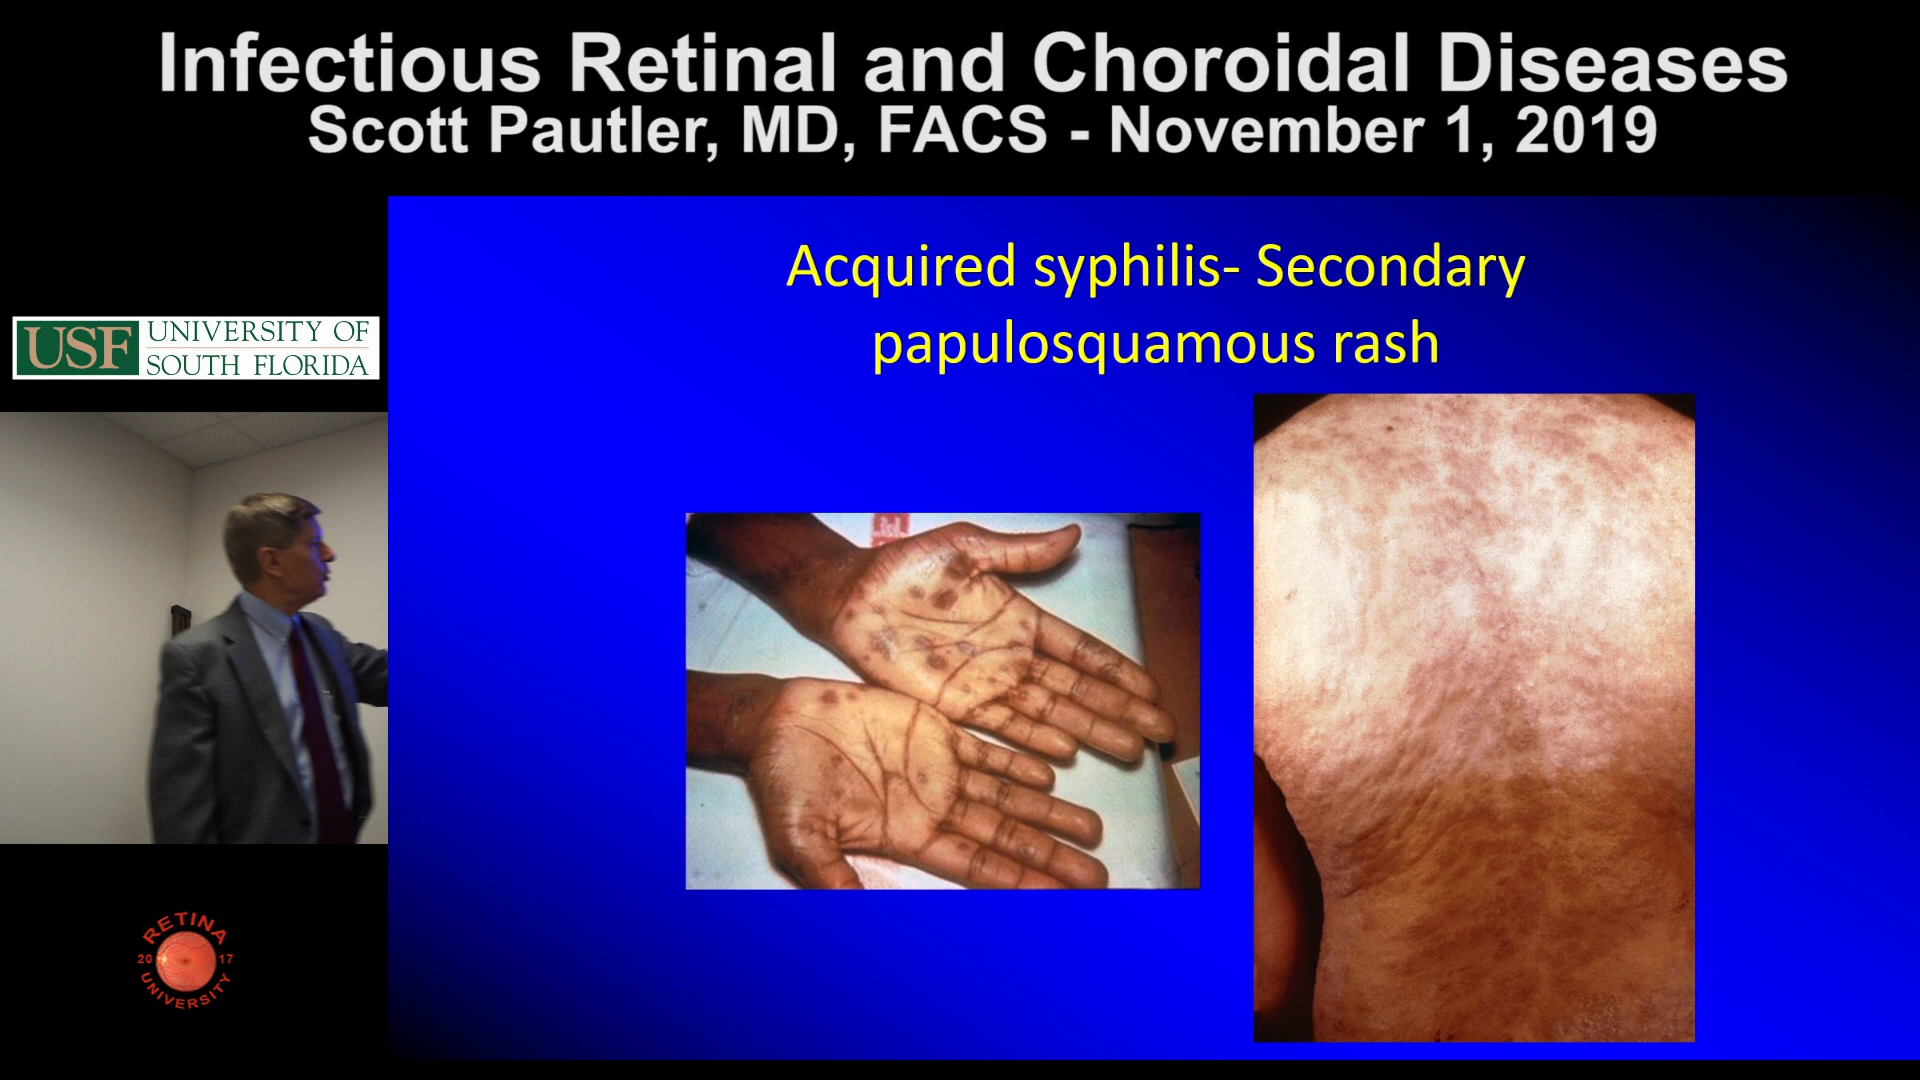 Infectious Retinal and Choroidal Diseases
Scott Pautler, MD, FACS - November 1, 2019
Acquired syphilis- Secondary
papulosquamous rash
USF UNIVERSITY OF
SOUTH FLORIDA
RETINA
20 17
UNIVERSITY